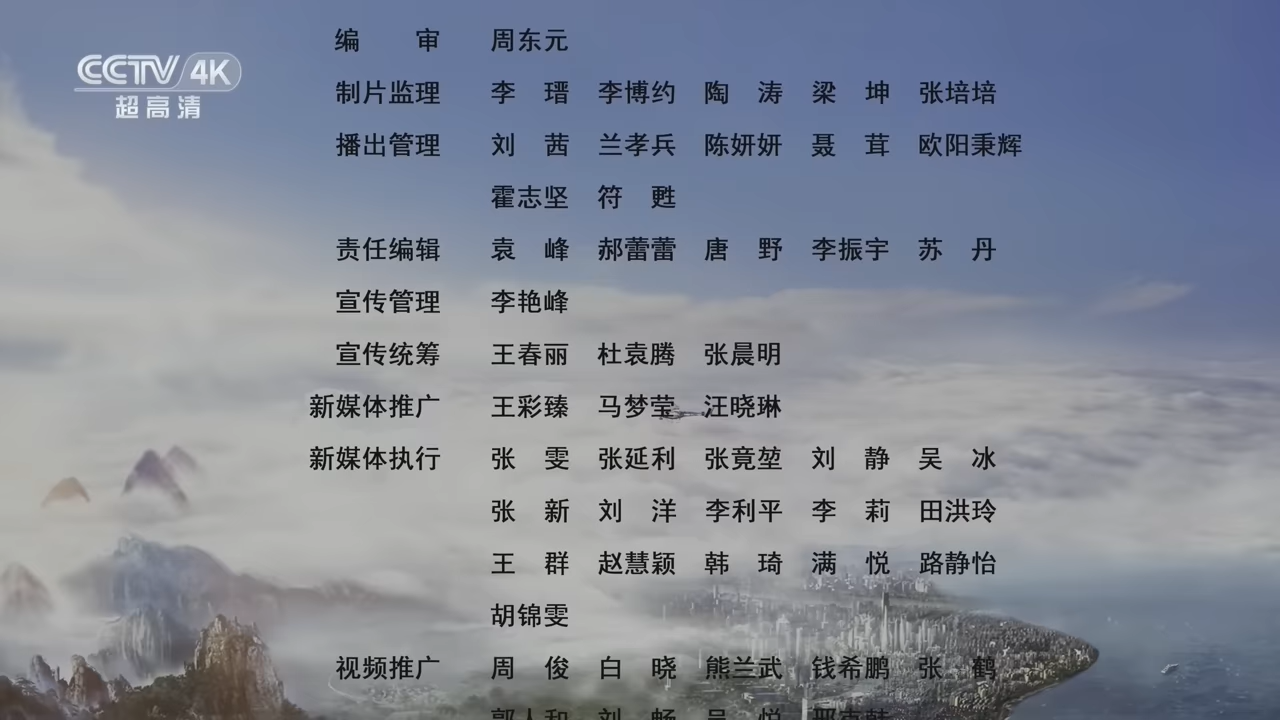 CCTV 4K
超高清
编 审 周东元
制片监理 李 瑨 李博约 陶 涛 梁 坤 张培培
播出管理 刘 茜 兰孝兵 陈妍妍 聂 茸 欧阳秉辉
霍志坚 符 甦
责任编辑 袁 峰 郝蕾蕾 唐 野 李振宇 苏 丹
宣传管理 李艳峰
宣传统筹 王春丽 杜袁腾 张晨明
新媒体推广 王彩臻 马梦莹 汪晓琳
新媒体执行 张 雯 张延利 张竟堃 刘 静 吴 冰
张 新 刘 洋 李利平 李 莉 田洪玲
王 群 赵慧颖 韩 琦 满 悦 路静怡
胡锦雯
视频推广 周 俊 白 晓 熊兰武 钱希鹏 张 鹤